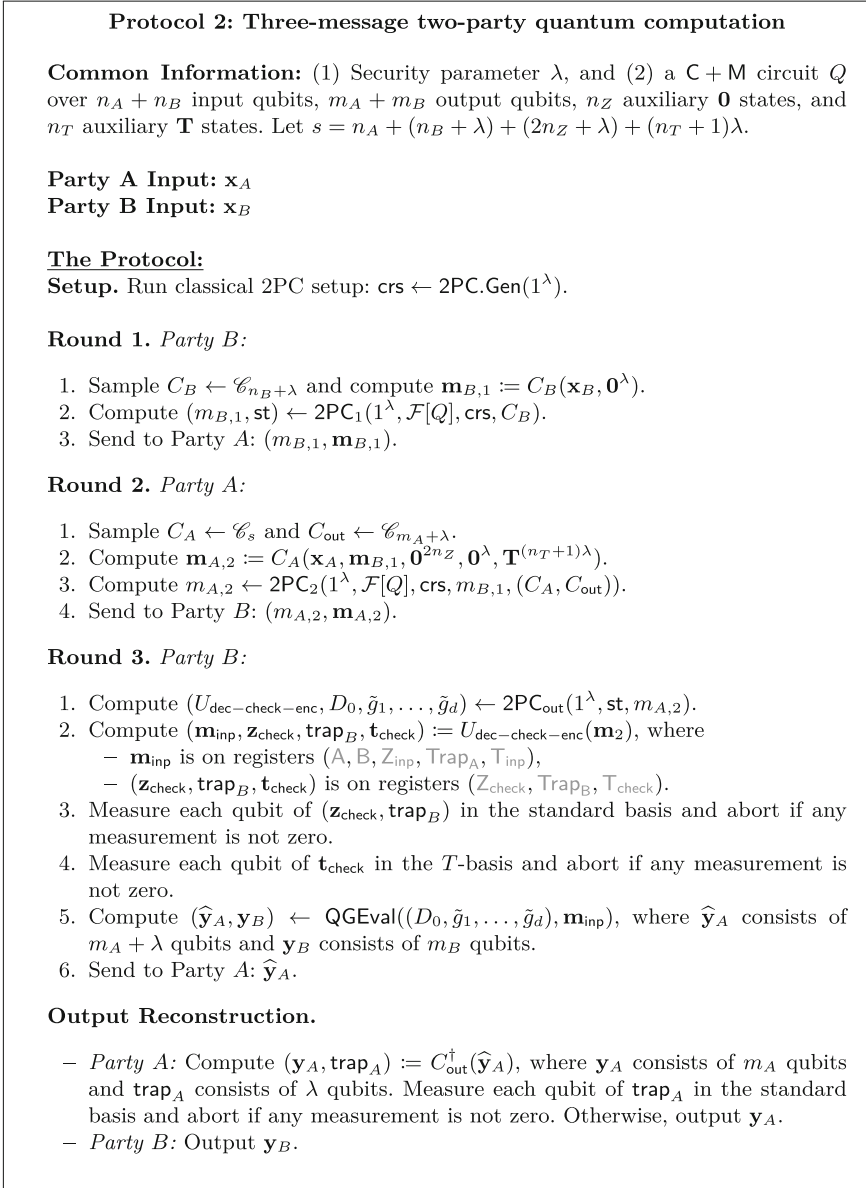 Protocol 2: Three-message two-party quantum computation
Common Information: (1) Security parameter λ, and (2) a C + M circuit Q
over n_A + n_B input qubits, m_A + m_B output qubits, n_Z auxiliary 0 states, and
n_T auxiliary T states. Let s = n_A + (n_B + λ) + (2n_Z + λ) + (n_T + 1)λ.
Party A Input: x_A
Party B Input: x_B
The Protocol:
Setup. Run classical 2PC setup: crs ← 2PC.Gen(1^λ).
Round 1. Party B:
1. Sample C_B ← 𝒞_{n_B+λ} and compute m_{B,1} := C_B(x_B, 0^λ).
2. Compute (m_{B,1}, st) ← 2PC_1(1^λ, F[Q], crs, C_B).
3. Send to Party A: (m_{B,1}, m_{B,1}).
Round 2. Party A:
1. Sample C_A ← 𝒞_s and C_out ← 𝒞_{m_A+λ}.
2. Compute m_{A,2} := C_A(x_A, m_{B,1}, 0^{2n_Z}, 0^λ, T^{(n_T+1)λ}).
3. Compute m_{A,2} ← 2PC_2(1^λ, F[Q], crs, m_{B,1}, (C_A, C_out)).
4. Send to Party B: (m_{A,2}, m_{A,2}).
Round 3. Party B:
1. Compute (U_{dec−check−enc}, D_0, g̃_1, . . . , g̃_d) ← 2PC_out(1^λ, st, m_{A,2}).
2. Compute (m_inp, z_check, trap_B, t_check) := U_{dec−check−enc}(m_2), where
– m_inp is on registers (A, B, Z_inp, Trap_A, T_inp),
– (z_check, trap_B, t_check) is on registers (Z_check, Trap_B, T_check).
3. Measure each qubit of (z_check, trap_B) in the standard basis and abort if any
measurement is not zero.
4. Measure each qubit of t_check in the T-basis and abort if any measurement is
not zero.
5. Compute (ŷ_A, y_B) ← QGEval((D_0, g̃_1, . . . , g̃_d), m_inp), where ŷ_A consists of
m_A + λ qubits and y_B consists of m_B qubits.
6. Send to Party A: ŷ_A.
Output Reconstruction.
– Party A: Compute (y_A, trap_A) := C_out^†(ŷ_A), where y_A consists of m_A qubits
and trap_A consists of λ qubits. Measure each qubit of trap_A in the standard
basis and abort if any measurement is not zero. Otherwise, output y_A.
– Party B: Output y_B.